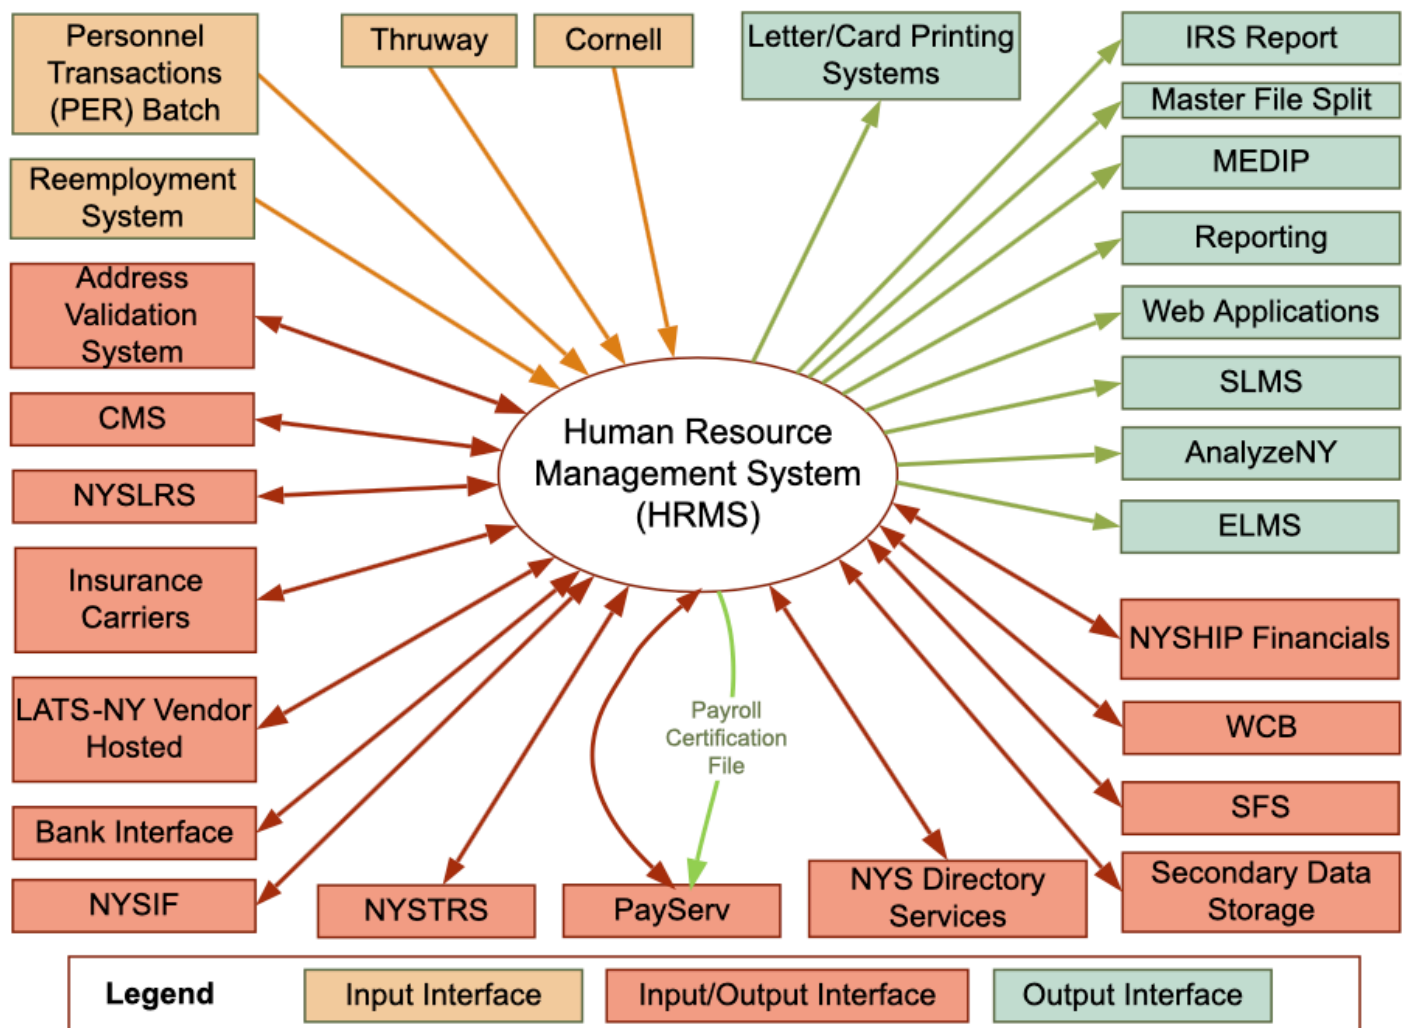 Personnel
Transactions
(PER) Batch
Thruway
Cornell
Letter/Card Printing
Systems
IRS Report
Master File Split
MEDIP
Reemployment
System
Reporting
Address
Validation
System
Web Applications
SLMS
CMS
Human Resource
Management System
(HRMS)
AnalyzeNY
NYSLRS
ELMS
Insurance
Carriers
NYSHIP Financials
LATS-NY Vendor
Hosted
Payroll
Certification
File
WCB
Bank Interface
SFS
NYSIF
NYSTRS
PayServ
NYS Directory
Services
Secondary Data
Storage
Legend
Input Interface
Input/Output Interface
Output Interface